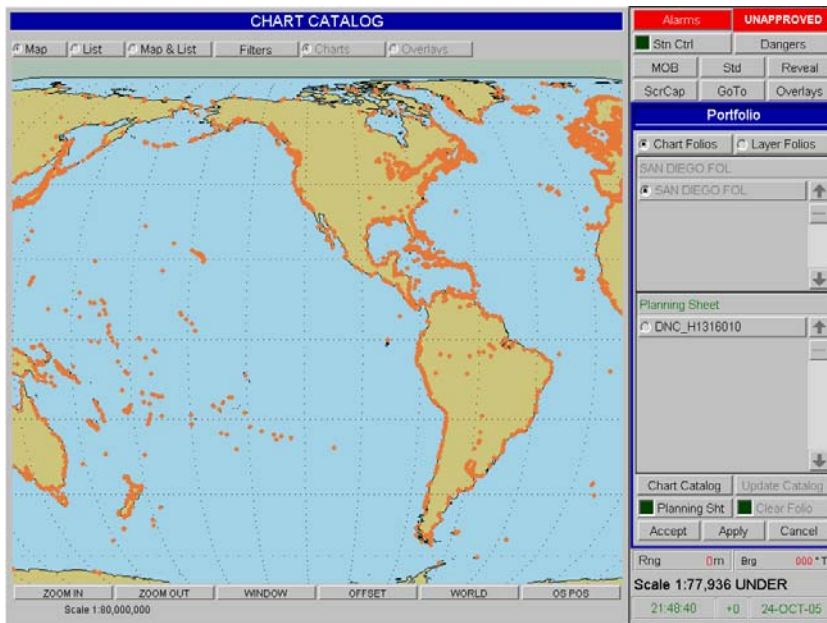 CHART CATALOG
Map List Map & List Filters Charts Overlays
ZOOM IN ZOOM OUT WINDOW OFFSET WORLD OS POS
Scale 1:80,000,000
Alarms UNAPPROVED
Stn Ctrl Dangers
MOB Std Reveal
ScrCap GoTo Overlays
Portfolio
Chart Folios Layer Folios
SAN DIEGO.FOL
SAN DIEGO.FOL
Planning Sheet
DNC_H1316010
Chart Catalog Update Catalog
Planning Sht Clear Folio
Accept Apply Cancel
Rng 0m Brg 000°T
Scale 1:77,936 UNDER
21:48:40 +0 24-OCT-05